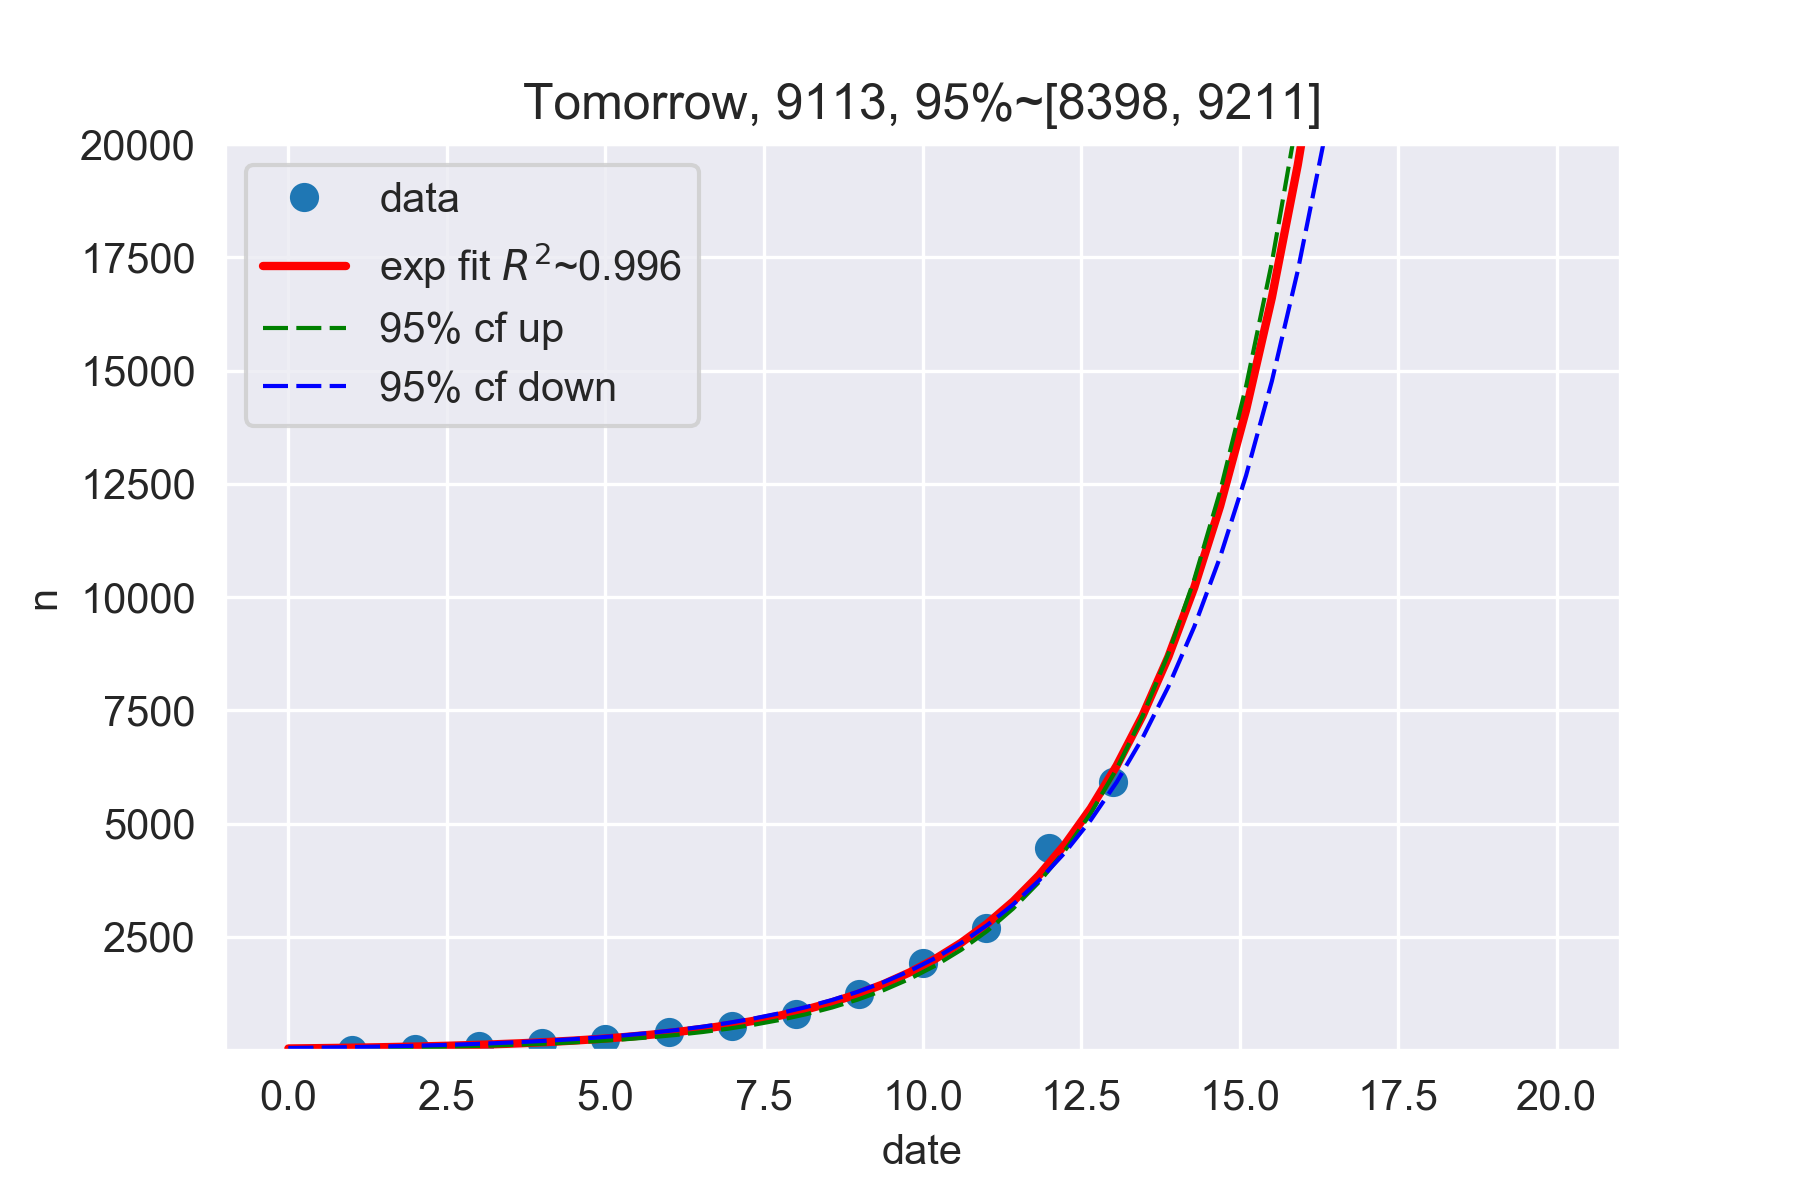 Tomorrow, 9113, 95%~[8398, 9211]
20000
17500
15000
12500
10000
7500
5000
2500
n
data
exp fit R²~0.996
95% cf up
95% cf down
0.0 2.5 5.0 7.5 10.0 12.5 15.0 17.5 20.0
date